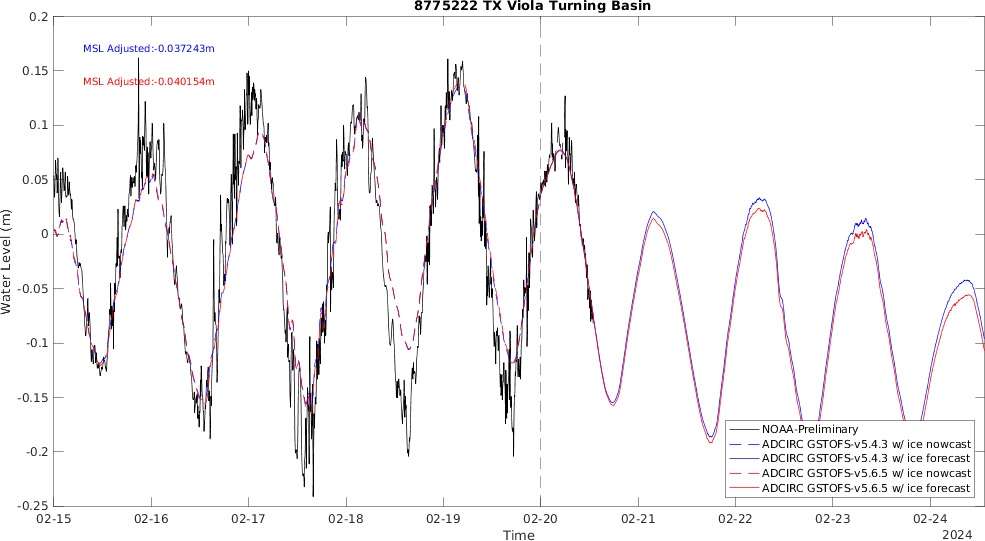 8775222 TX Viola Turning Basin
0.2
MSL Adjusted:-0.037243m
0.15
MSL Adjusted:-0.040154m
0.1
0.05
0
-0.05
-0.1
-0.15
-0.2
-0.25
Water Level (m)
NOAA-Preliminary
ADCIRC GSTOFS-v5.4.3 w/ ice nowcast
ADCIRC GSTOFS-v5.4.3 w/ ice forecast
ADCIRC GSTOFS-v5.6.5 w/ ice nowcast
ADCIRC GSTOFS-v5.6.5 w/ ice forecast
02-15 02-16 02-17 02-18 02-19 02-20 02-21 02-22 02-23 02-24
Time
2024